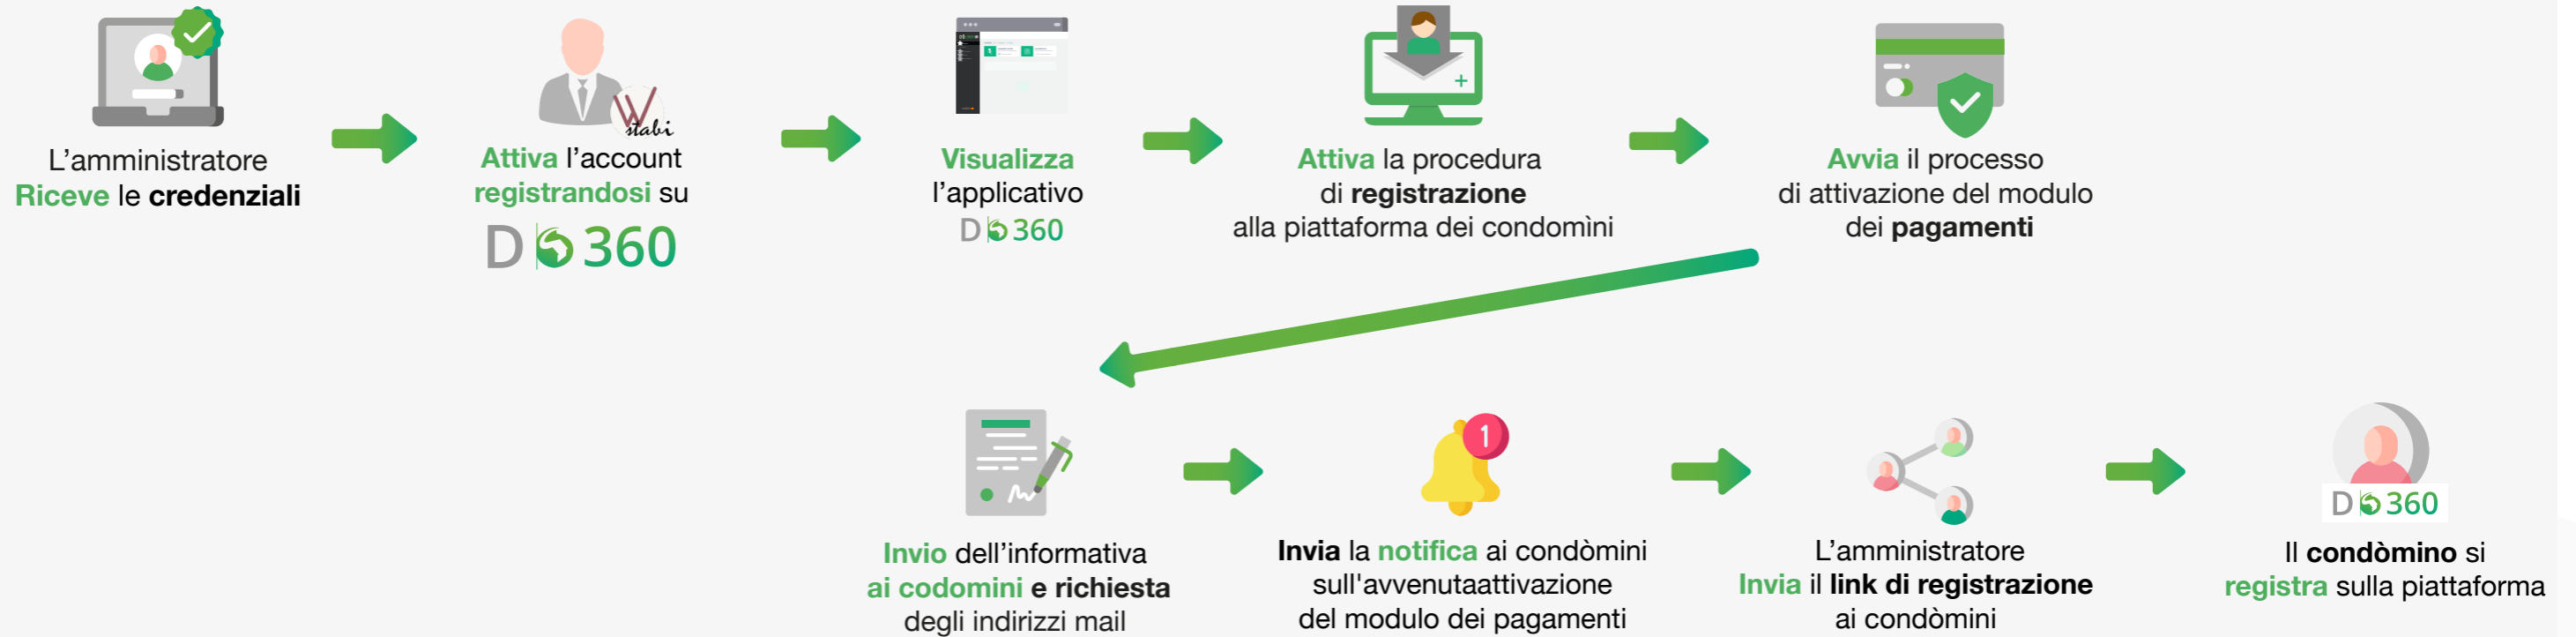 L'amministratore
Riceve le credenziali
W
stabi
Attiva l'account
registrandosi su
D 360
Visualizza
l'applicativo
D 360
Attiva la procedura
di registrazione
alla piattaforma dei condomìni
Avvia il processo
di attivazione del modulo
dei pagamenti
Invio dell'informativa
ai codomini e richiesta
degli indirizzi mail
1
Invia la notifica ai condòmini
sull'avvenutaattivazione
del modulo dei pagamenti
L'amministratore
Invia il link di registrazione
ai condòmini
D 360
Il condòmino si
registra sulla piattaforma